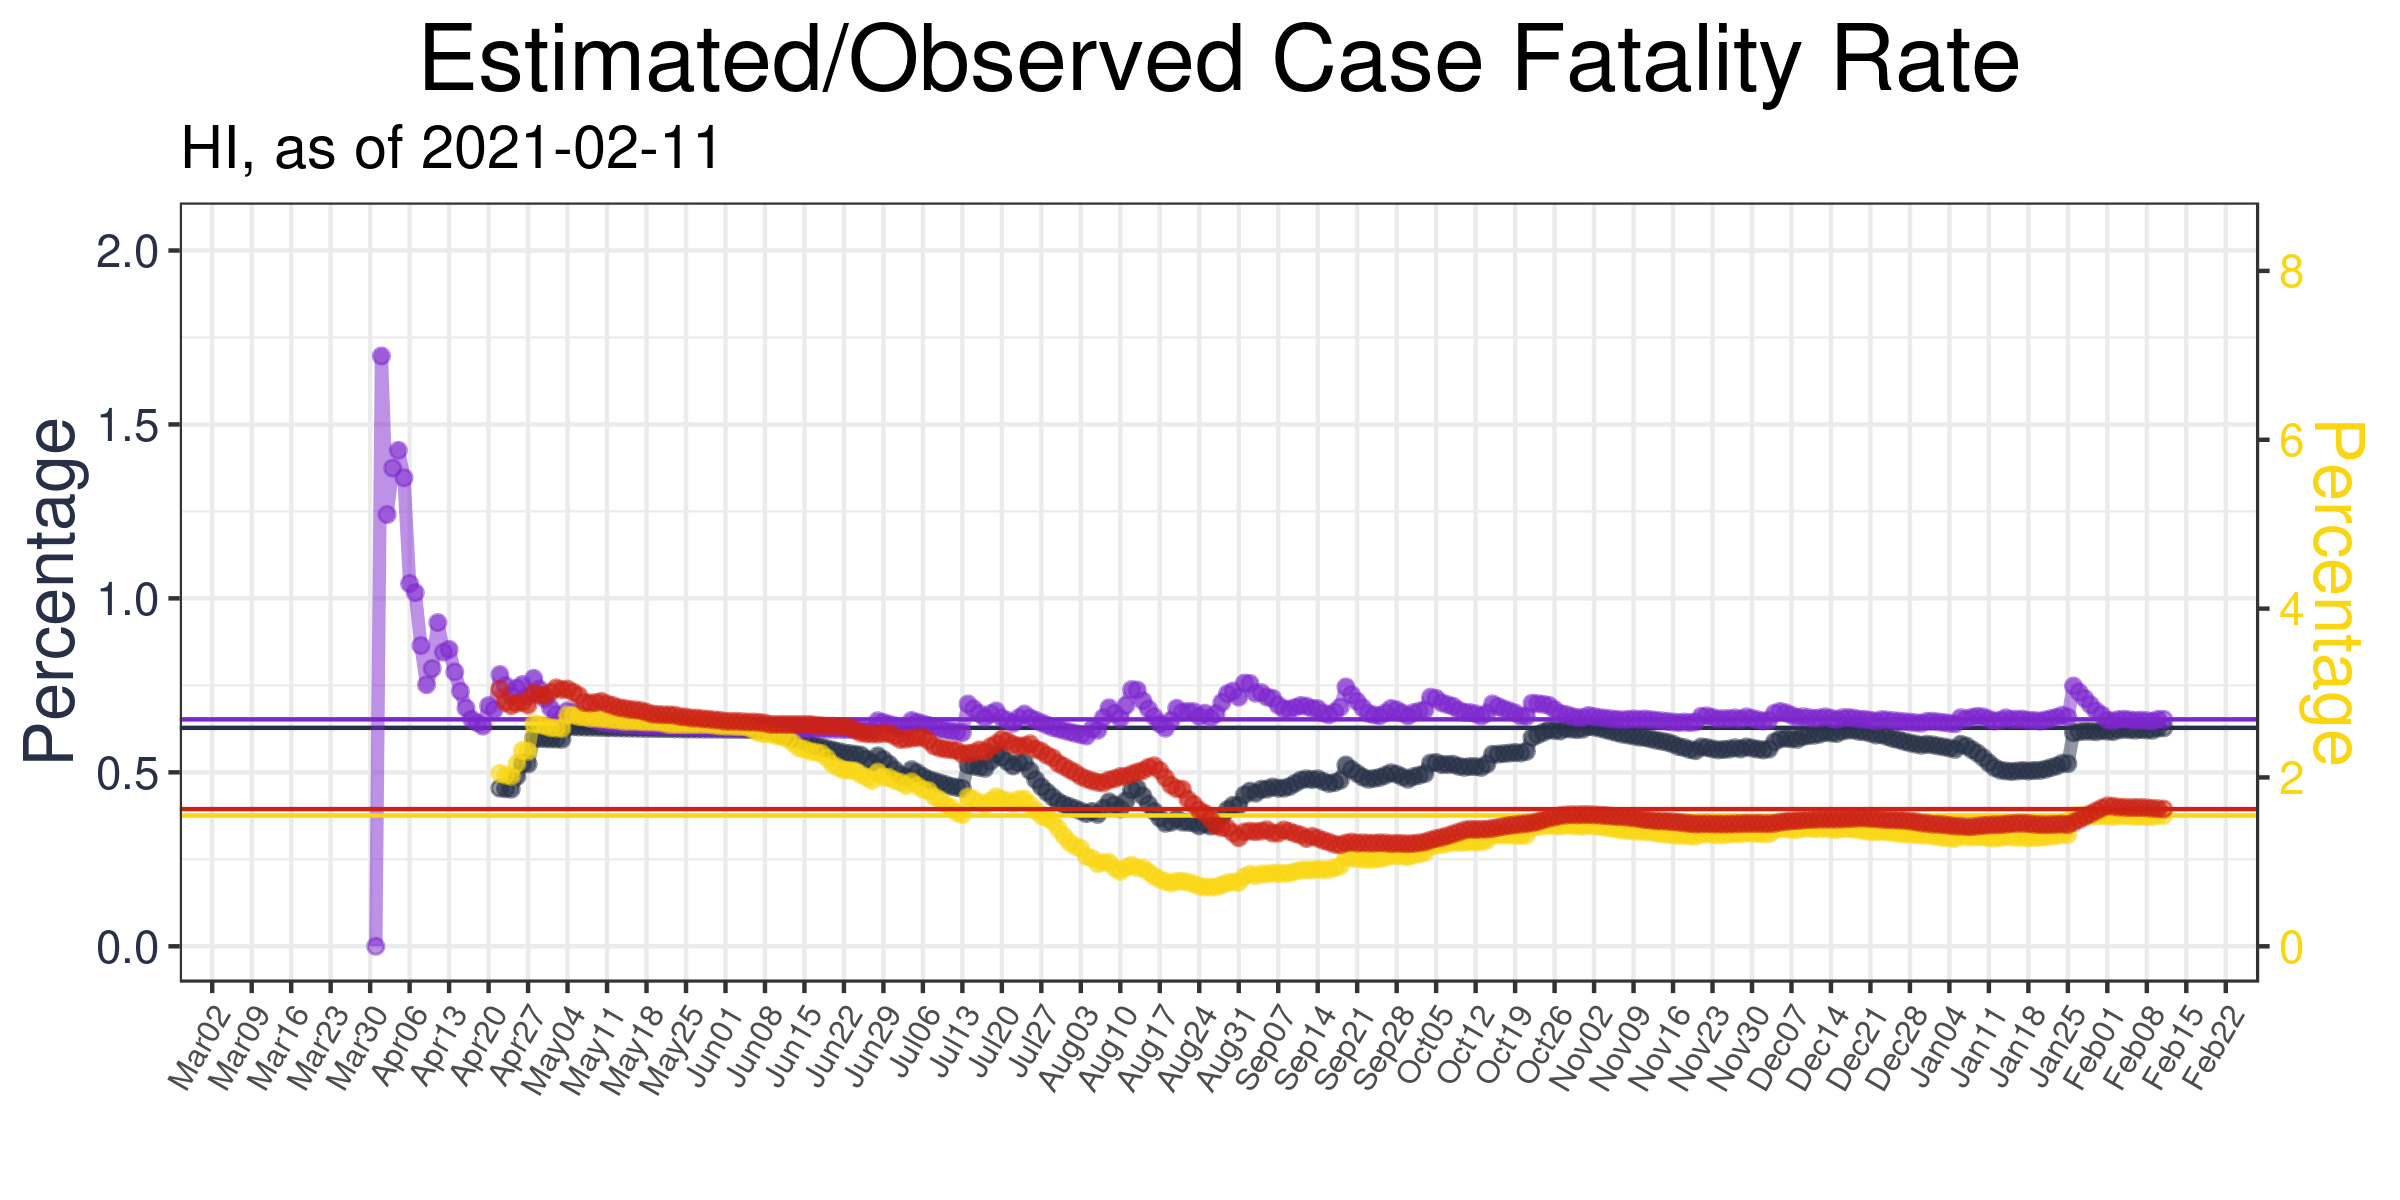 Estimated/Observed Case Fatality Rate
HI, as of 2021-02-11
Percentage
2.0
1.5
1.0
0.5
0.0
8
6
4
2
0
Percentage
Mar02
Mar09
Mar16
Mar23
Mar30
Apr06
Apr13
Apr20
Apr27
May04
May11
May18
May25
Jun01
Jun08
Jun15
Jun22
Jun29
Jul06
Jul13
Jul20
Jul27
Aug03
Aug10
Aug17
Aug24
Aug31
Sep07
Sep14
Sep21
Sep28
Oct05
Oct12
Oct19
Oct26
Nov02
Nov09
Nov16
Nov23
Nov30
Dec07
Dec14
Dec21
Dec28
Jan04
Jan11
Jan18
Jan25
Feb01
Feb08
Feb15
Feb22